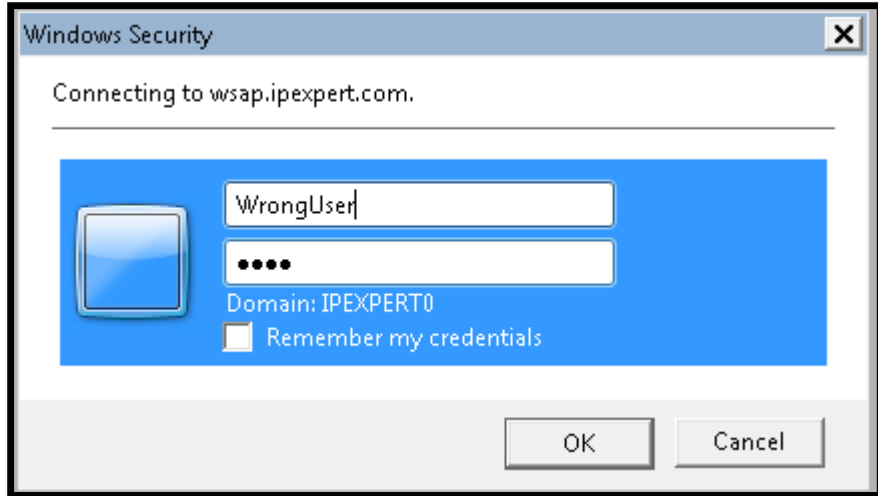 Windows Security
Connecting to wsap.ipexpert.com.
WrongUser
••••
Domain: IPEXPERT0
Remember my credentials
OK
Cancel